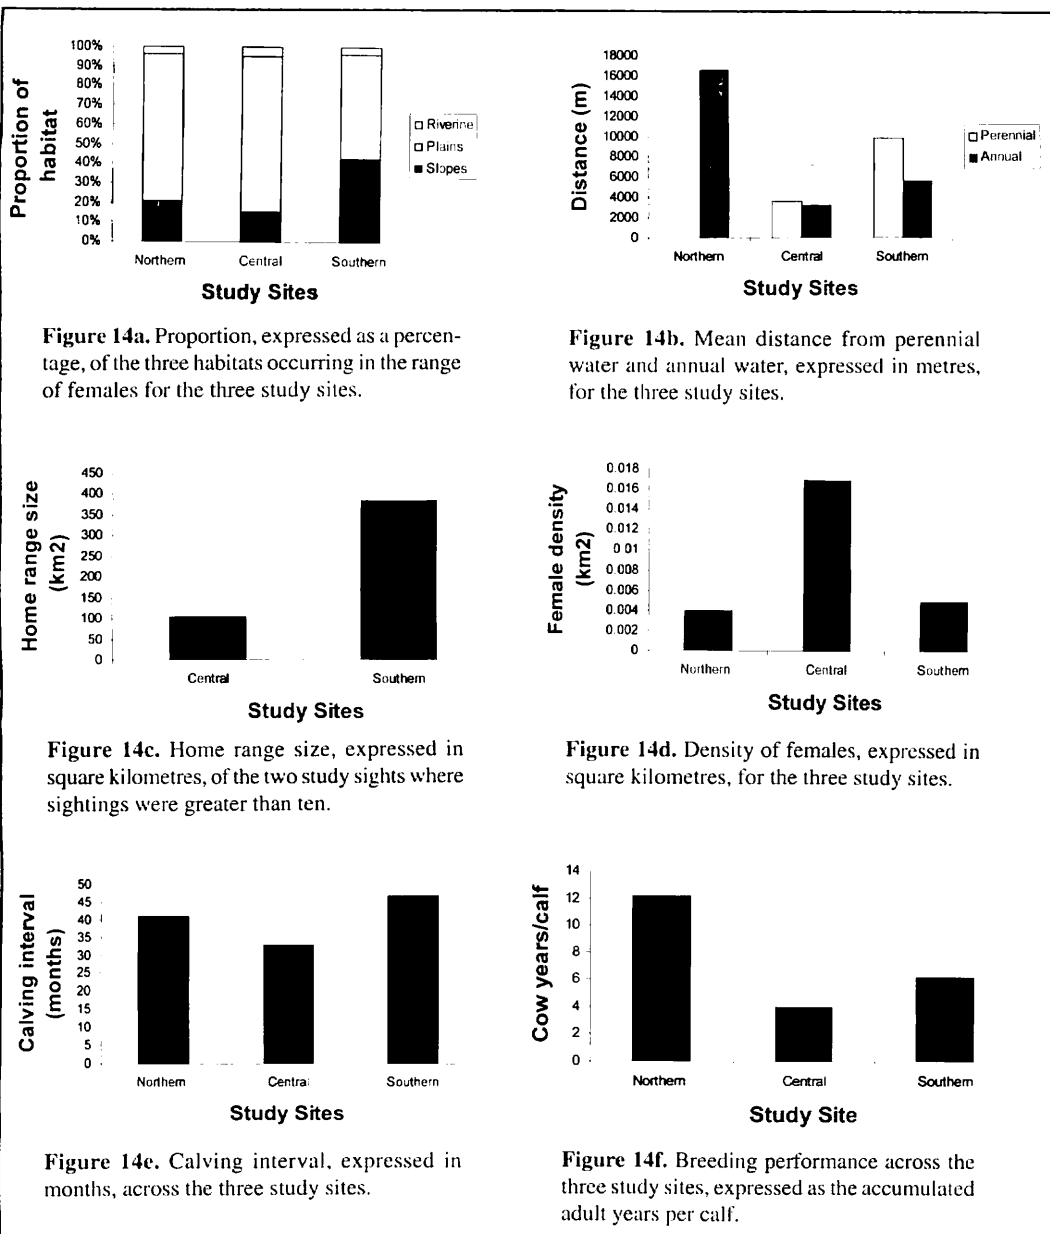 100%
90%
80%
70%
60%
50%
40%
30%
20%
10%
0%
Proportion of
habitat
Riverine
Plains
Slopes
Northern Central Southern
Study Sites
Figure 14a. Proportion, expressed as a percen-
tage, of the three habitats occurring in the range
of females for the three study sites.
18000
16000
14000
12000
10000
8000
6000
4000
2000
0
Distance (m)
Perennial
Annual
Northern Central Southern
Study Sites
Figure 14b. Mean distance from perennial
water and annual water, expressed in metres,
for the three study sites.
450
400
350
300
250
200
150
100
50
0
Home range size
(km2)
Central Southern
Study Sites
Figure 14c. Home range size, expressed in
square kilometres, of the two study sights where
sightings were greater than ten.
0.018
0.016
0.014
0.012
0 01
0.008
0.006
0.004
0.002
0
Female density
(km2)
Northern Central Southern
Study Sites
Figure 14d. Density of females, expressed in
square kilometres, for the three study sites.
50
45
40
35
30
25
20
15
10
5
0
Calving interval
(months)
Northern Central Southern
Study Sites
Figure 14e. Calving interval, expressed in
months, across the three study sites.
14
12
10
8
6
4
2
0
Cow years/calf
Northern Central Southern
Study Site
Figure 14f. Breeding performance across the
three study sites, expressed as the accumulated
adult years per calf.